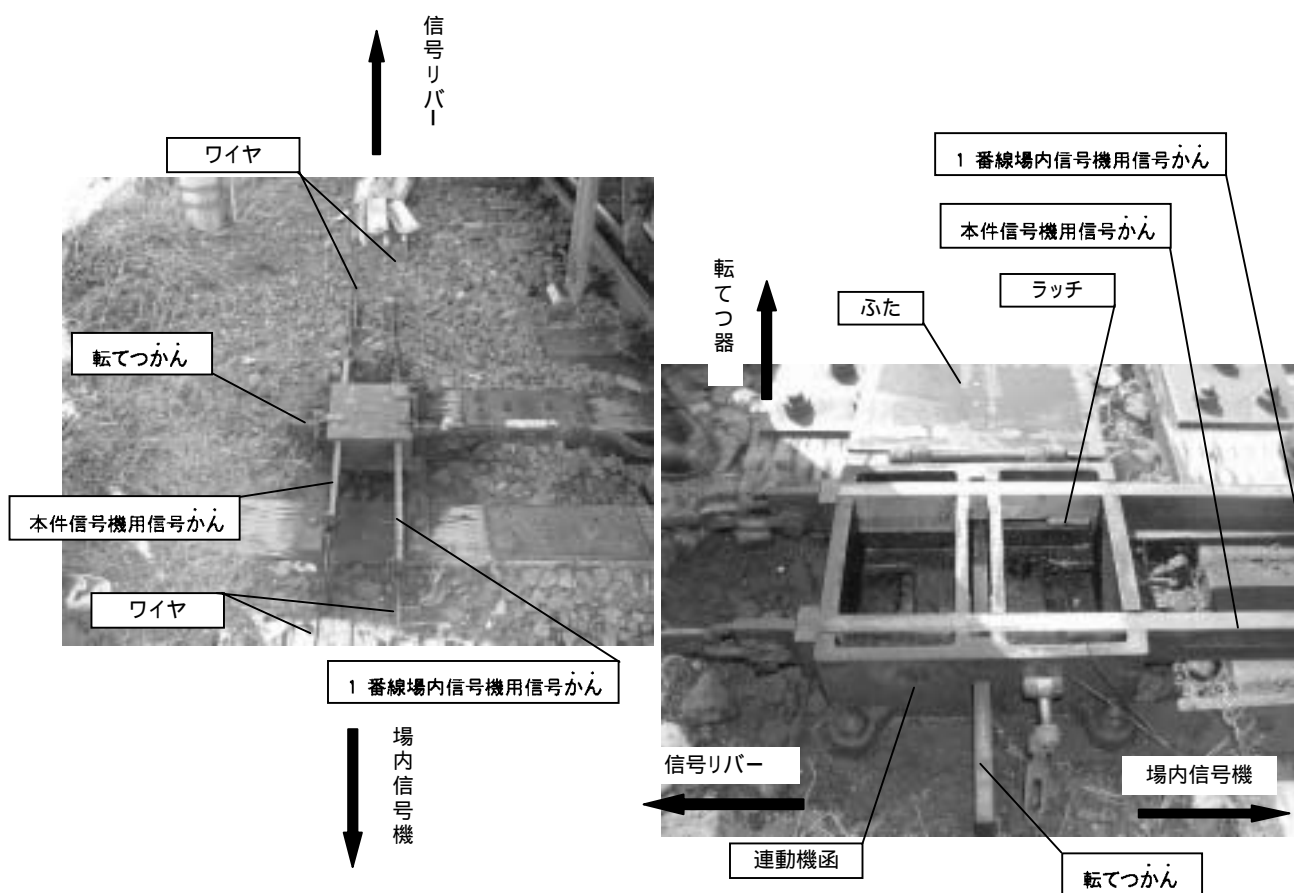 信号リバー
ワイヤ
転てつかん
本件信号機用信号かん
ワイヤ
1 番線場内信号機用信号かん
場内信号機
1 番線場内信号機用信号かん
本件信号機用信号かん
ラッチ
ふた
転てつ器
信号リバー
場内信号機
連動機函
転てつかん